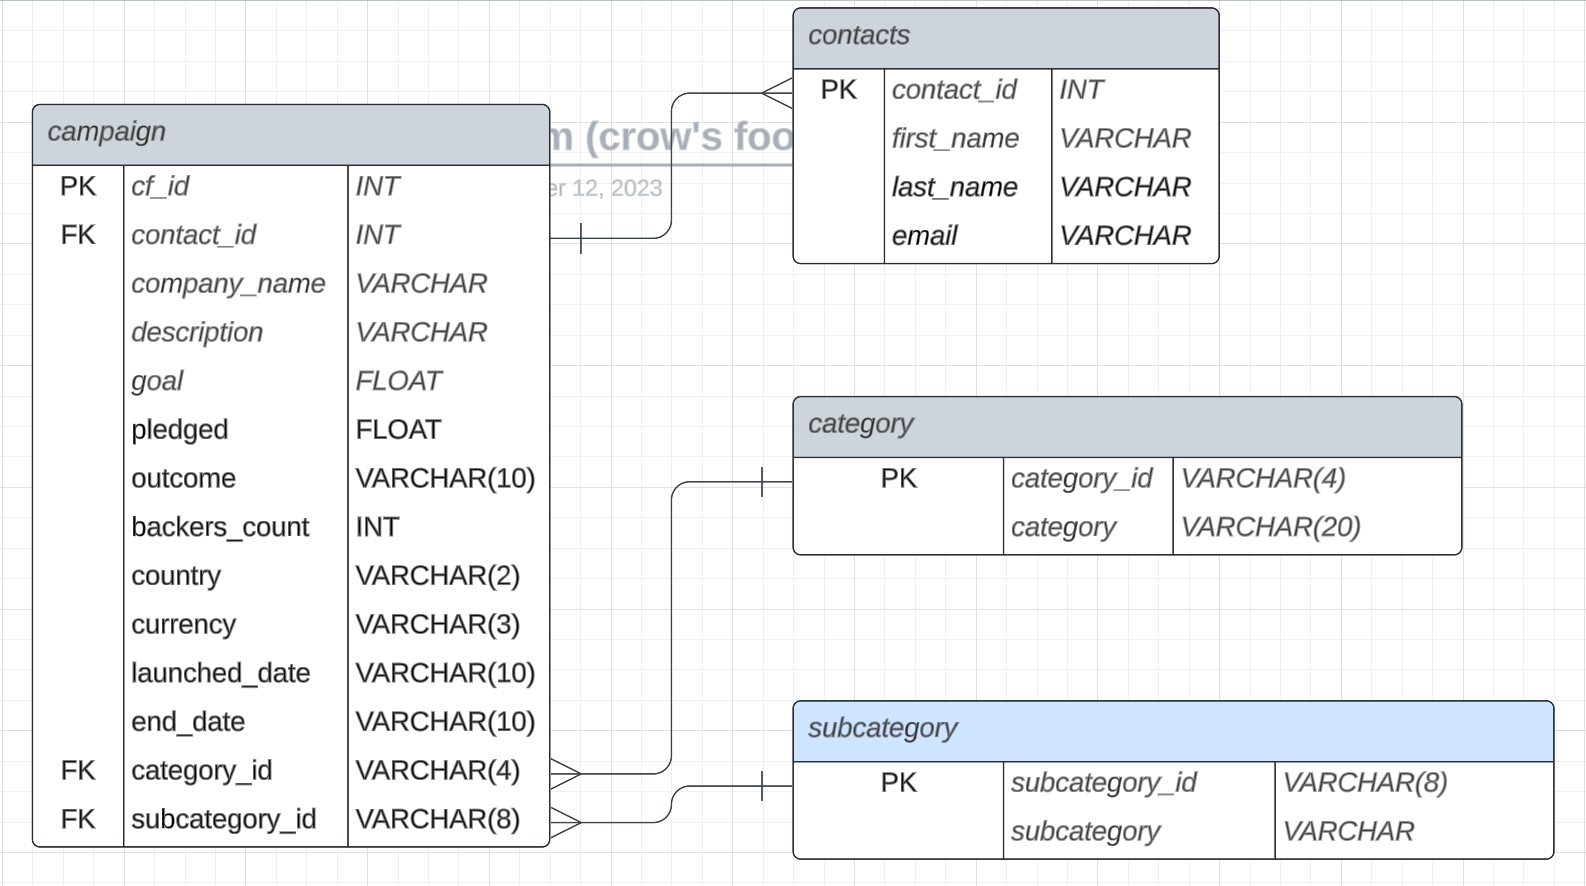 contacts
PK contact_id INT
first_name VARCHAR
last_name VARCHAR
email VARCHAR
(crow's
12, 2023
campaign
PK cf_id INT
FK contact_id INT
company_name VARCHAR
description VARCHAR
goal FLOAT
pledged FLOAT
outcome VARCHAR(10)
backers_count INT
country VARCHAR(2)
currency VARCHAR(3)
launched_date VARCHAR(10)
end_date VARCHAR(10)
FK category_id VARCHAR(4)
FK subcategory_id VARCHAR(8)
category
PK category_id VARCHAR(4)
category VARCHAR(20)
subcategory
PK subcategory_id VARCHAR(8)
subcategory VARCHAR